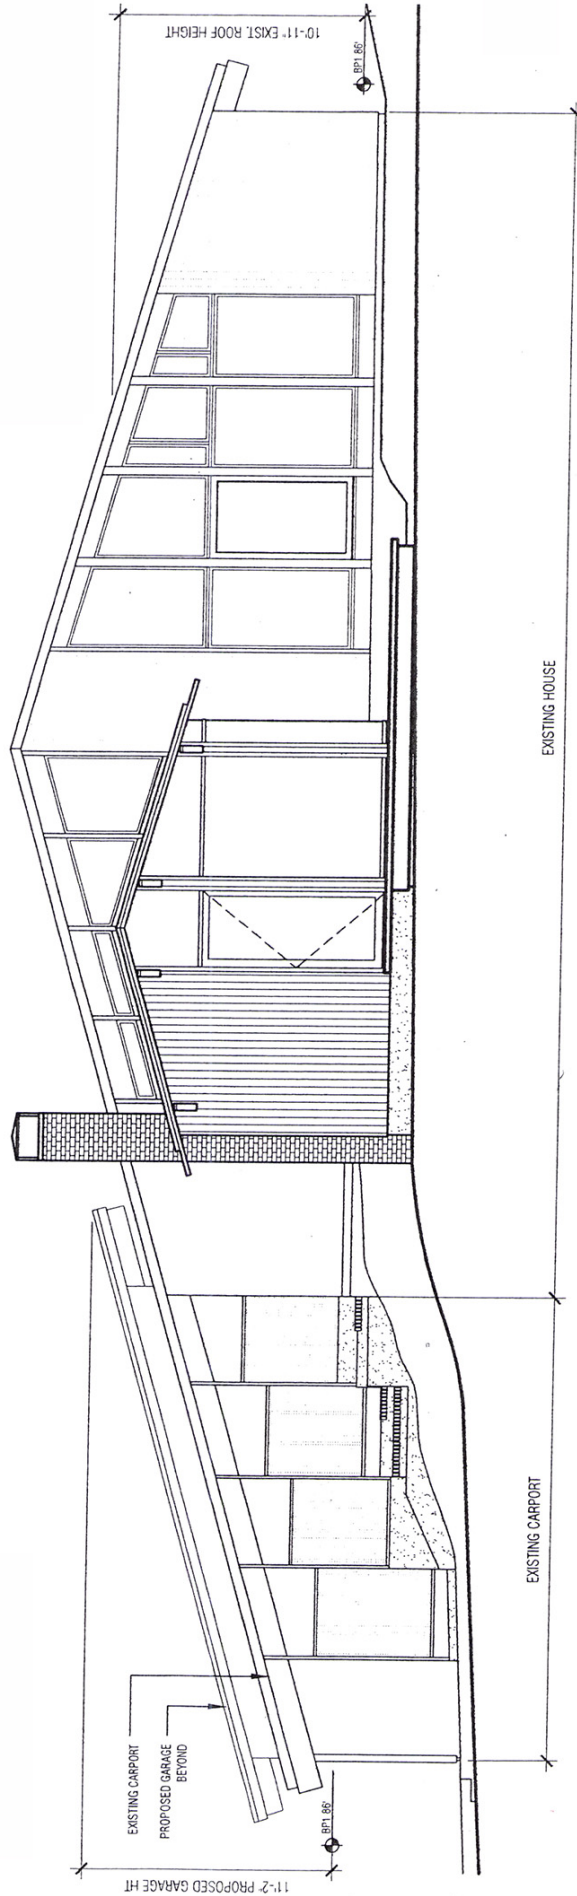 10'-11" EXIST. ROOF HEIGHT
BP1 86'
EXISTING HOUSE
EXISTING CARPORT
EXISTING CARPORT
PROPOSED GARAGE
BEYOND
BP1 86'
11'-2" PROPOSED GARAGE HT